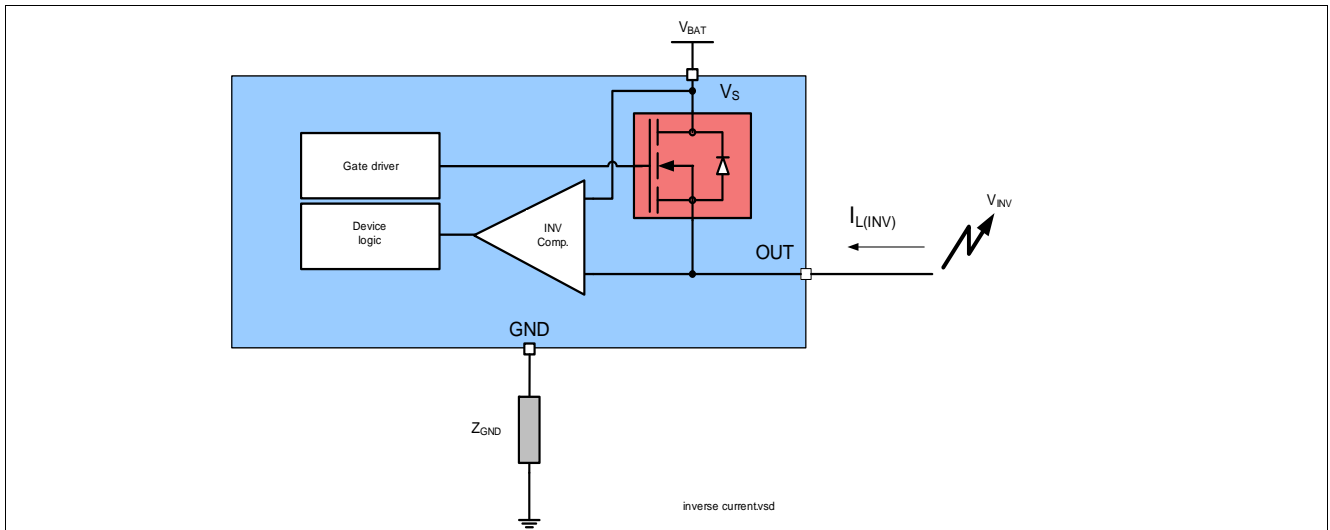 VBAT
VS
Gate driver
Device
logic
INV
Comp.
OUT
IL(INV)
VINV
GND
ZGND
inverse current.vsd